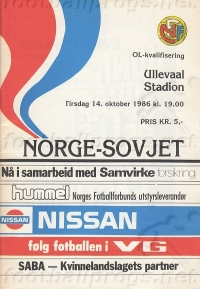 OL-kvalifisering
Ullevaal
Stadion
Tirsdag 14. oktober 1986 kl. 19.00
PRIS KR. 5,-
NORGE-SOVJET
Nå i samarbeid med Samvirke forsikring
hummel Norges Fotballforbunds utstyrsleverandør
NISSAN NISSAN
følg fotballen i VG
SABA — Kvinnelandslagets partner